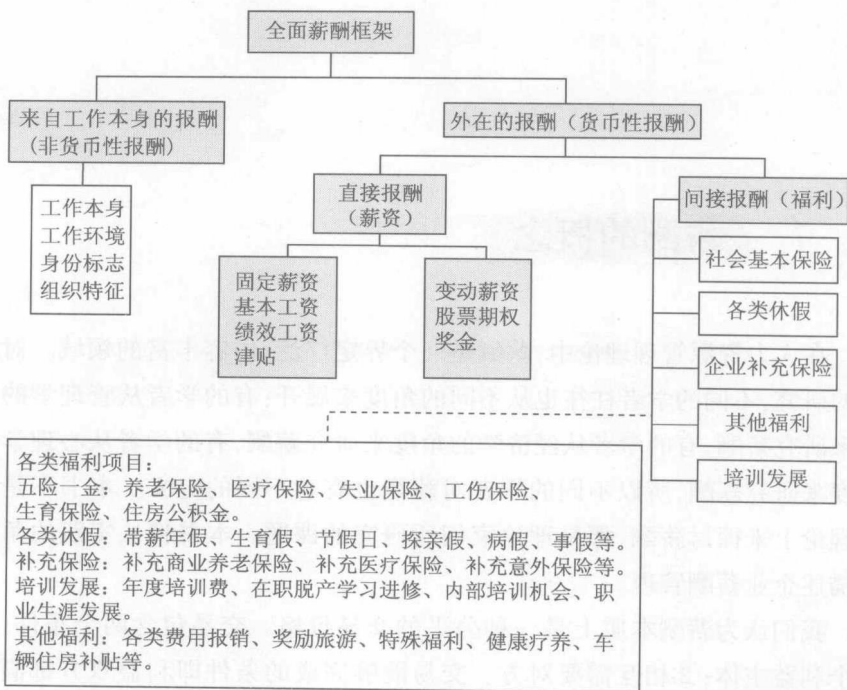 全面薪酬框架
来自工作本身的报酬
(非货币性报酬)
外在的报酬（货币性报酬）
工作本身
工作环境
身份标志
组织特征
直接报酬
（薪资）
间接报酬（福利）
固定薪资
基本工资
绩效工资
津贴
变动薪资
股票期权
奖金
社会基本保险
各类休假
企业补充保险
其他福利
培训发展
各类福利项目：
五险一金：养老保险、医疗保险、失业保险、工伤保险、
生育保险、住房公积金。
各类休假：带薪年假、生育假、节假日、探亲假、病假、事假等。
补充保险：补充商业养老保险、补充医疗保险、补充意外保险等.
培训发展：年度培训费、在职脱产学习进修、内部培训机会、职
业生涯发展。
其他福利：各类费用报销、奖励旅游、特殊福利、健康疗养、车
辆住房补贴等。